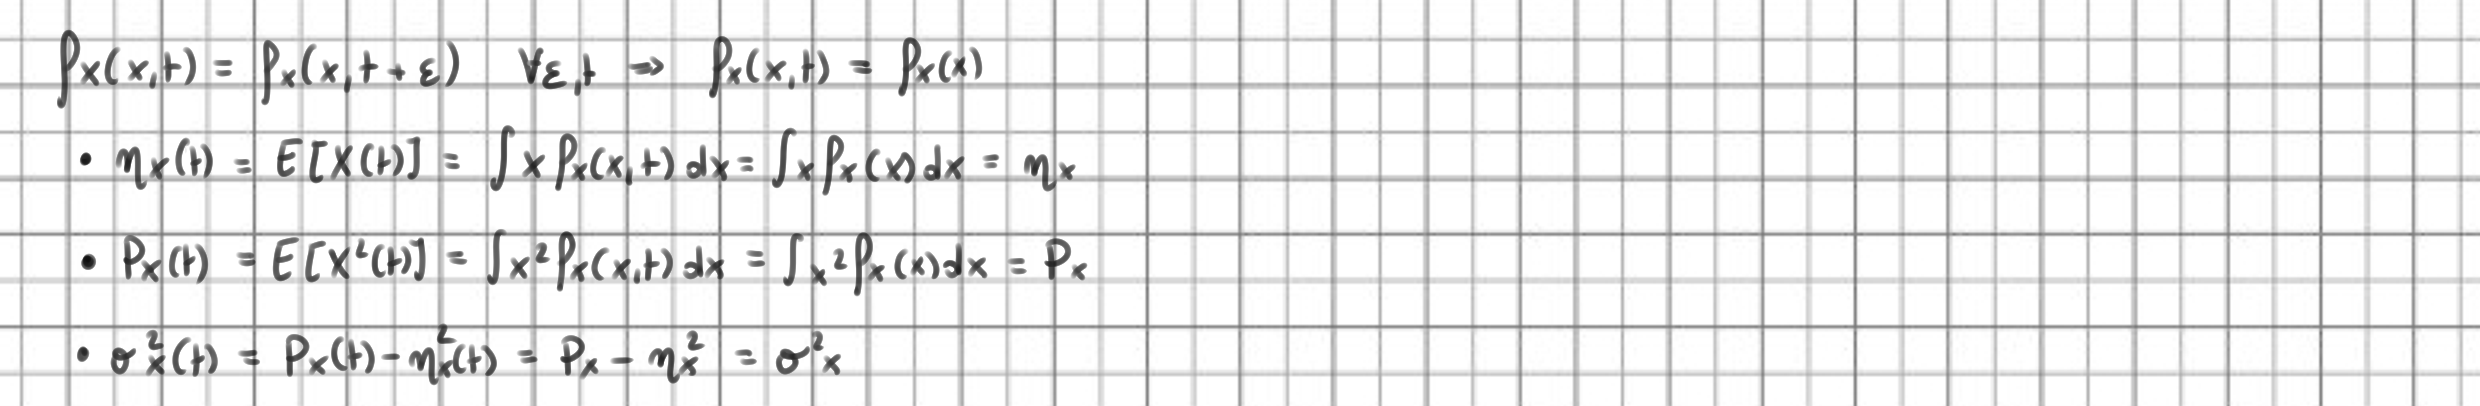 fx(x,t) = fx(x,t+ε) ∀ε,t ⇒ fx(x,t) = fx(x)
• ηx(t) = E[X(t)] = ∫x fx(x,t) dx = ∫x fx(x) dx = ηx
• Px(t) = E[X²(t)] = ∫x² fx(x,t) dx = ∫x² fx(x) dx = Px
• σ²x(t) = Px(t) - η²x(t) = Px - η²x = σ²x